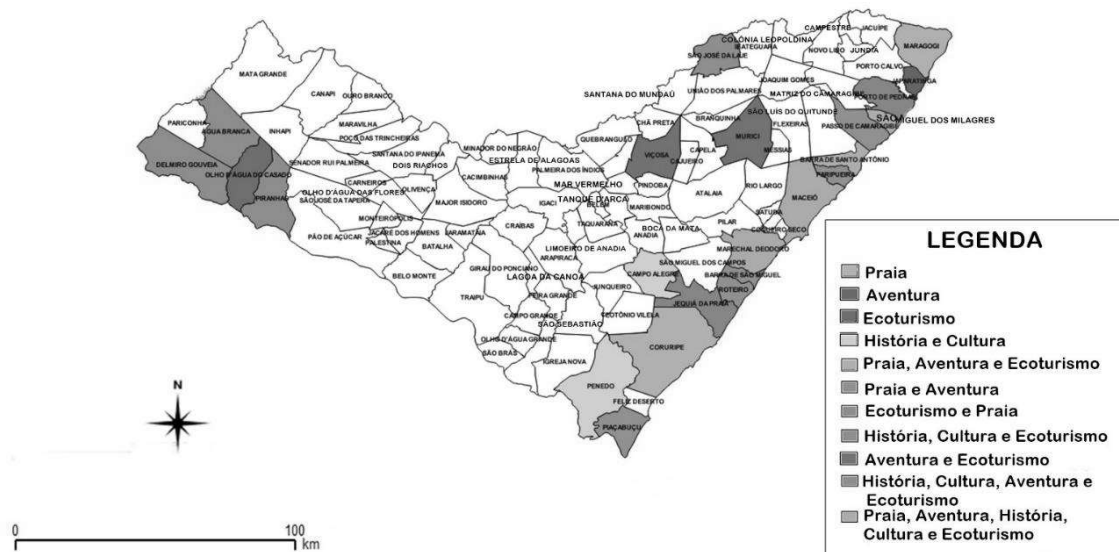 CAMPESTRE
JACUÍPE
COLÔNIA LEOPOLDINA
IBATEGUARA
NOVO LINO
JUNDIÁ
MARAGOGI
SÃO JOSÉ DA LAJE
PORTO CALVO
JAPARATINGA
MATA GRANDE
JOAQUIM GOMES
CANAPI
OURO BRANCO
SANTANA DO MUNDAÚ
UNIÃO DOS PALMARES
MATRIZ DO CAMARAGIBE
PORTO DE PEDRAS
PARICONHA
MARAVILHA
BRANQUINHA
SÃO LUÍS DO QUITUNDE
SÃO MIGUEL DOS MILAGRES
ÁGUA BRANCA
INHAPI
POÇO DAS TRINCHEIRAS
CHÃ PRETA
FLEXEIRAS
PASSO DE CAMARAGIBE
QUEBRANGULO
MURICI
MINADOR DO NEGRÃO
SANTANA DO IPANEMA
VIÇOSA
CAPELA
MESSIAS
DELMIRO GOUVEIA
SENADOR RUI PALMEIRA
DOIS RIACHOS
ESTRELA DE ALAGOAS
CAJUEIRO
BARRA DE SANTO ANTÔNIO
OLHO D'ÁGUA DO CASADO
PALMEIRA DOS ÍNDIOS
PARIPUEIRA
CARNEIROS
CACIMBINHAS
MAR VERMELHO
PINDOBA
RIO LARGO
PIRANHAS
OLHO D'ÁGUA DAS FLORES
OLIVENÇA
ATALAIA
SÃO JOSÉ DA TAPERA
MAJOR ISIDORO
IGACI
TANQUE D'ARCA
BELÉM
MARIBONDO
MACEIÓ
MONTEIRÓPOLIS
TAQUARANA
SATUBA
PÃO DE AÇÚCAR
JACARÉ DOS HOMENS
JARAMATAIA
CRAÍBAS
BOCA DA MATA
PILAR
COQUEIRO SECO
PALESTINA
BATALHA
LIMOEIRO DE ANADIA
ANADIA
MARECHAL DEODORO
ARAPIRACA
SÃO MIGUEL DOS CAMPOS
BELO MONTE
GIRAU DO PONCIANO
LAGOA DA CANOA
CAMPO ALEGRE
BARRA DE SÃO MIGUEL
JUNQUEIRO
ROTEIRO
TRAIPU
FEIRA GRANDE
JEQUIÁ DA PRAIA
CAMPO GRANDE
SÃO SEBASTIÃO
TEOTÔNIO VILELA
OLHO D'ÁGUA GRANDE
CORURIPE
SÃO BRÁS
IGREJA NOVA
PENEDO
FELIZ DESERTO
PIAÇABUÇU
N
0 100
km
LEGENDA
Praia
Aventura
Ecoturismo
História e Cultura
Praia, Aventura e Ecoturismo
Praia e Aventura
Ecoturismo e Praia
História, Cultura e Ecoturismo
Aventura e Ecoturismo
História, Cultura, Aventura e
Ecoturismo
Praia, Aventura, História,
Cultura e Ecoturismo